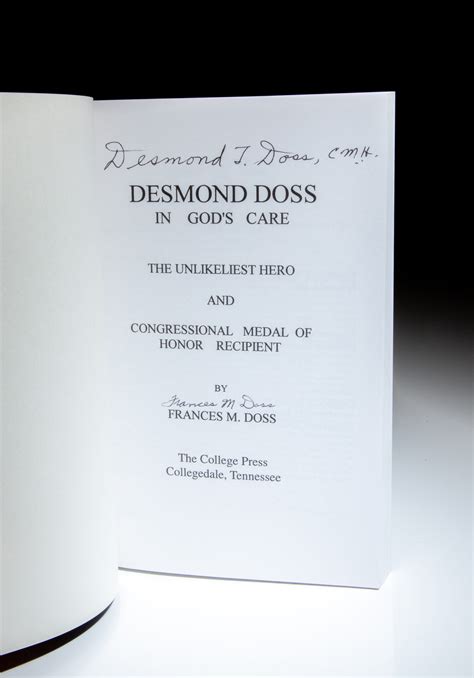 Desmond T. Doss, C.M.H.
DESMOND DOSS
IN GOD'S CARE
THE UNLIKELIEST HERO
AND
CONGRESSIONAL MEDAL OF
HONOR RECIPIENT
BY
Frances M Doss
FRANCES M. DOSS
The College Press
Collegedale, Tennessee